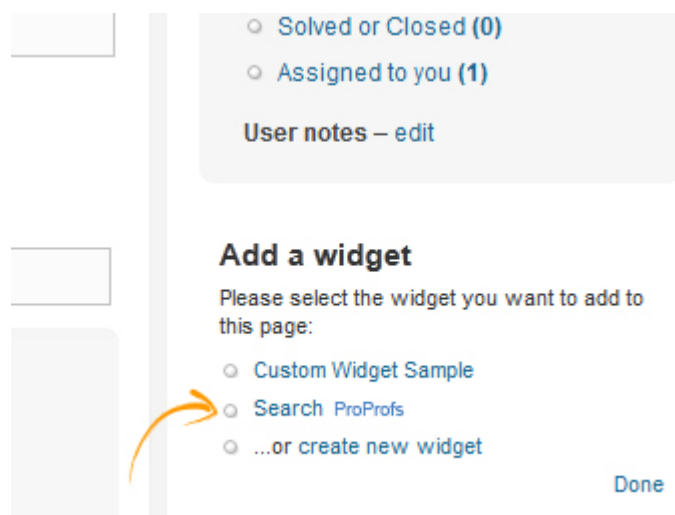 Solved or Closed (0)
Assigned to you (1)
User notes – edit
Add a widget
Please select the widget you want to add to
this page:
Custom Widget Sample
Search ProProfs
...or create new widget
Done